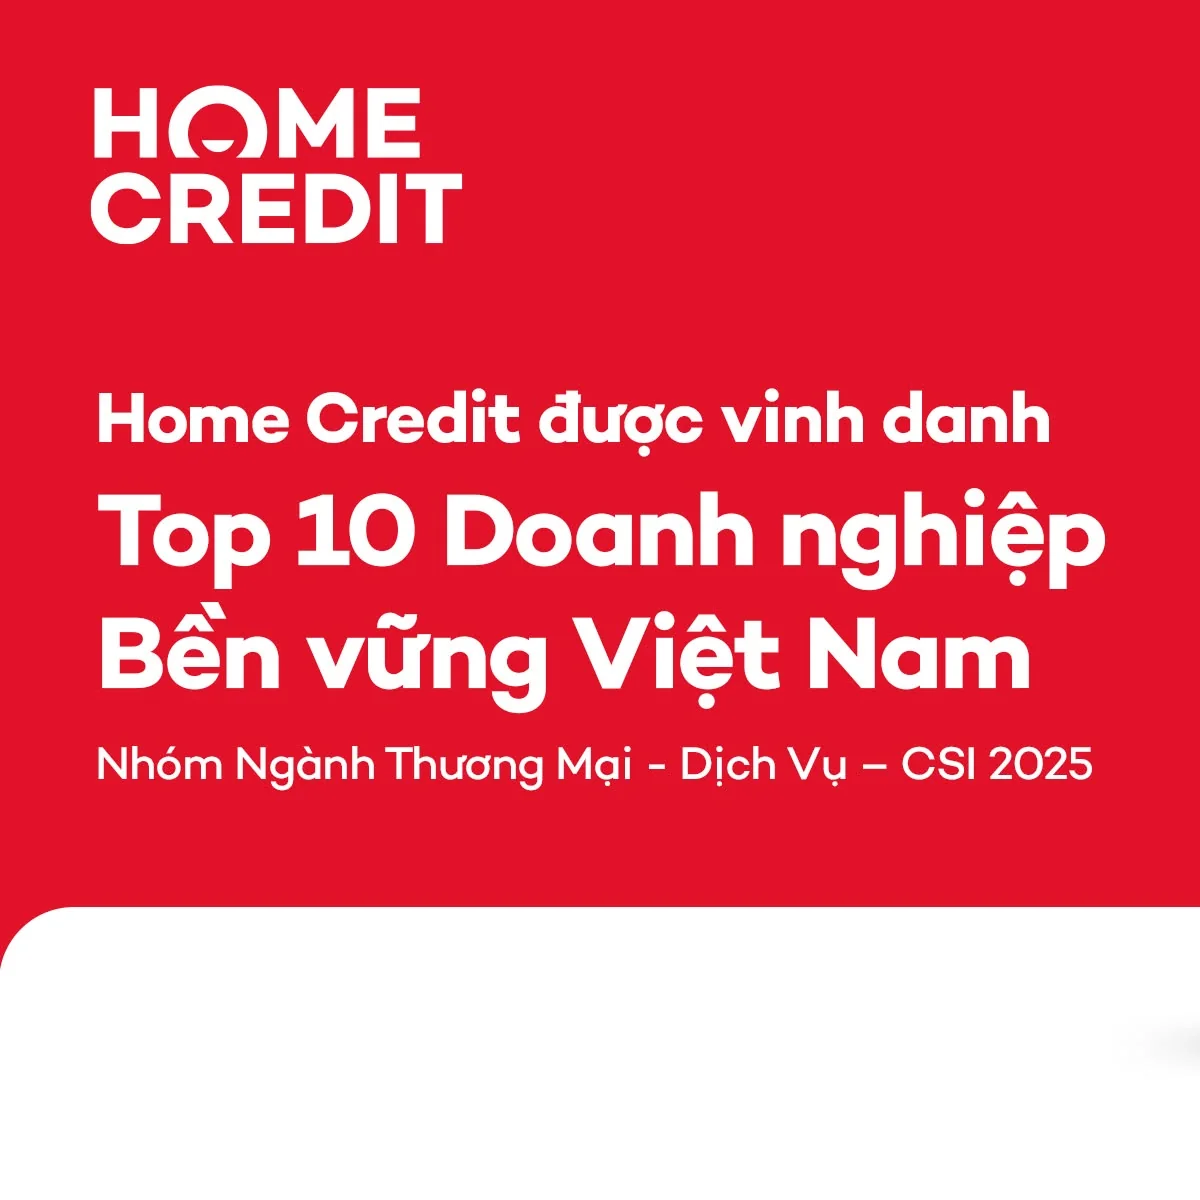 HOME
CREDIT
Home Credit được vinh danh
Top 10 Doanh nghiệp
Bền vững Việt Nam
Nhóm Ngành Thương Mại - Dịch Vụ – CSI 2025